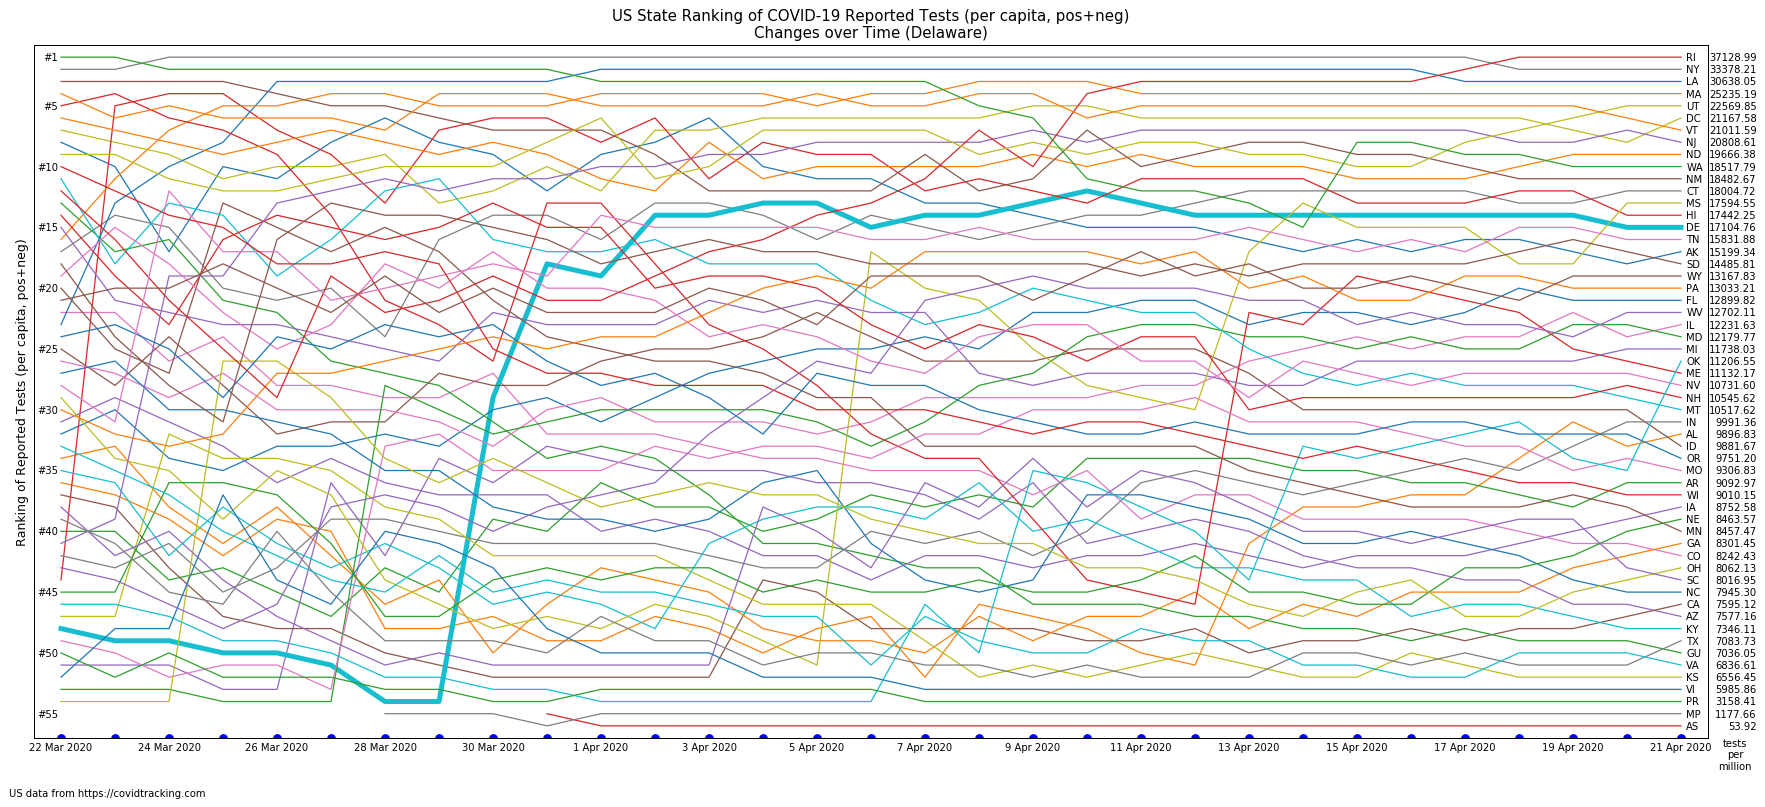 US State Ranking of COVID-19 Reported Tests (per capita, pos+neg)
Changes over Time (Delaware)
Ranking of Reported Tests (per capita, pos+neg)
#1
#5
#10
#15
#20
#25
#30
#35
#40
#45
#50
#55
RI 37128.99
NY 33378.21
LA 30638.05
MA 25235.19
UT 22569.85
DC 21167.58
VT 21011.59
NJ 20808.61
ND 19666.38
WA 18517.79
NM 18482.67
CT 18004.72
MS 17594.55
HI 17442.25
DE 17104.76
TN 15831.88
AK 15199.34
SD 14485.81
WY 13167.83
PA 13033.21
FL 12899.82
WV 12702.11
IL 12231.63
MD 12179.77
MI 11738.03
OK 11206.55
ME 11132.17
NV 10731.60
NH 10545.62
MT 10517.62
IN 9991.36
AL 9896.83
ID 9881.67
OR 9751.20
MO 9306.83
AR 9092.97
WI 9010.15
IA 8752.58
NE 8463.57
MN 8457.47
GA 8301.45
CO 8242.43
OH 8062.13
SC 8016.95
NC 7945.30
CA 7595.12
AZ 7577.16
KY 7346.11
TX 7083.73
GU 7036.05
VA 6836.61
KS 6556.45
VI 5985.86
PR 3158.41
MP 1177.66
AS 53.92
22 Mar 2020 24 Mar 2020 26 Mar 2020 28 Mar 2020 30 Mar 2020 1 Apr 2020 3 Apr 2020 5 Apr 2020 7 Apr 2020 9 Apr 2020 11 Apr 2020 13 Apr 2020 15 Apr 2020 17 Apr 2020 19 Apr 2020 21 Apr 2020
tests
per
million
US data from https://covidtracking.com